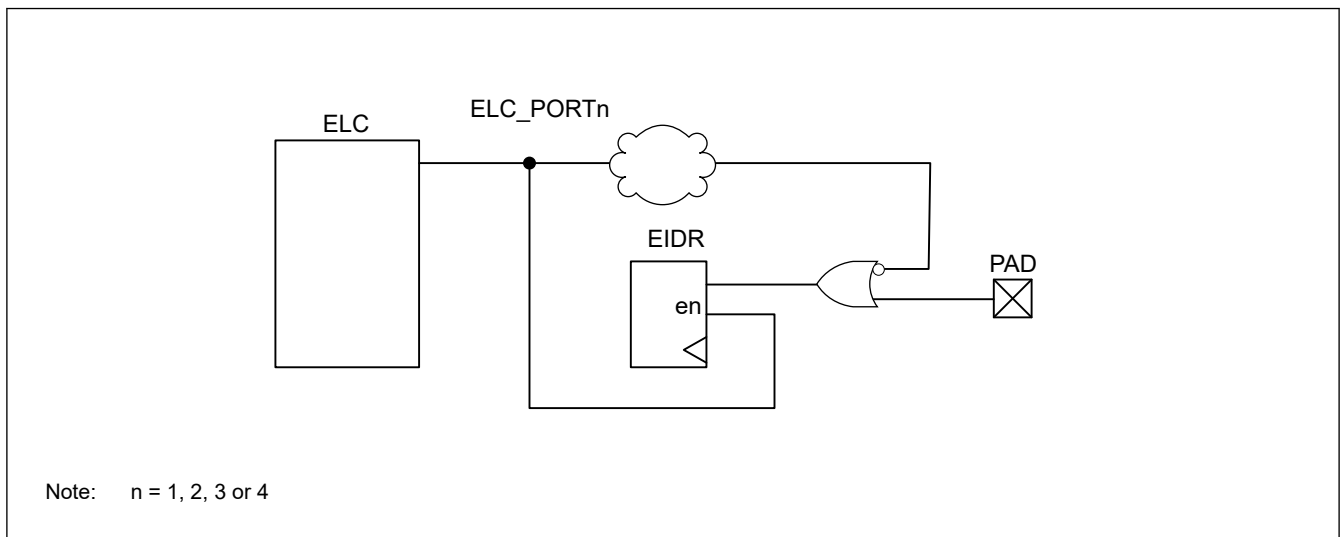 ELC_PORTn
ELC
EIDR
PAD
en
Note: n = 1, 2, 3 or 4